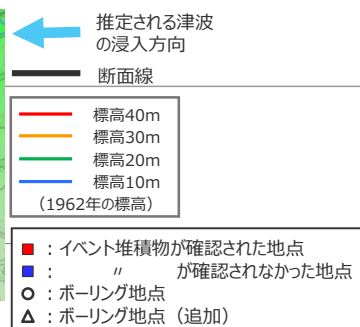 推定される津波
の浸入方向
断面線
標高40m
標高30m
標高20m
標高10m
（1962年の標高）
：イベント堆積物が確認された地点
：　〃　が確認されなかった地点
：ボーリング地点
：ボーリング地点（追加）